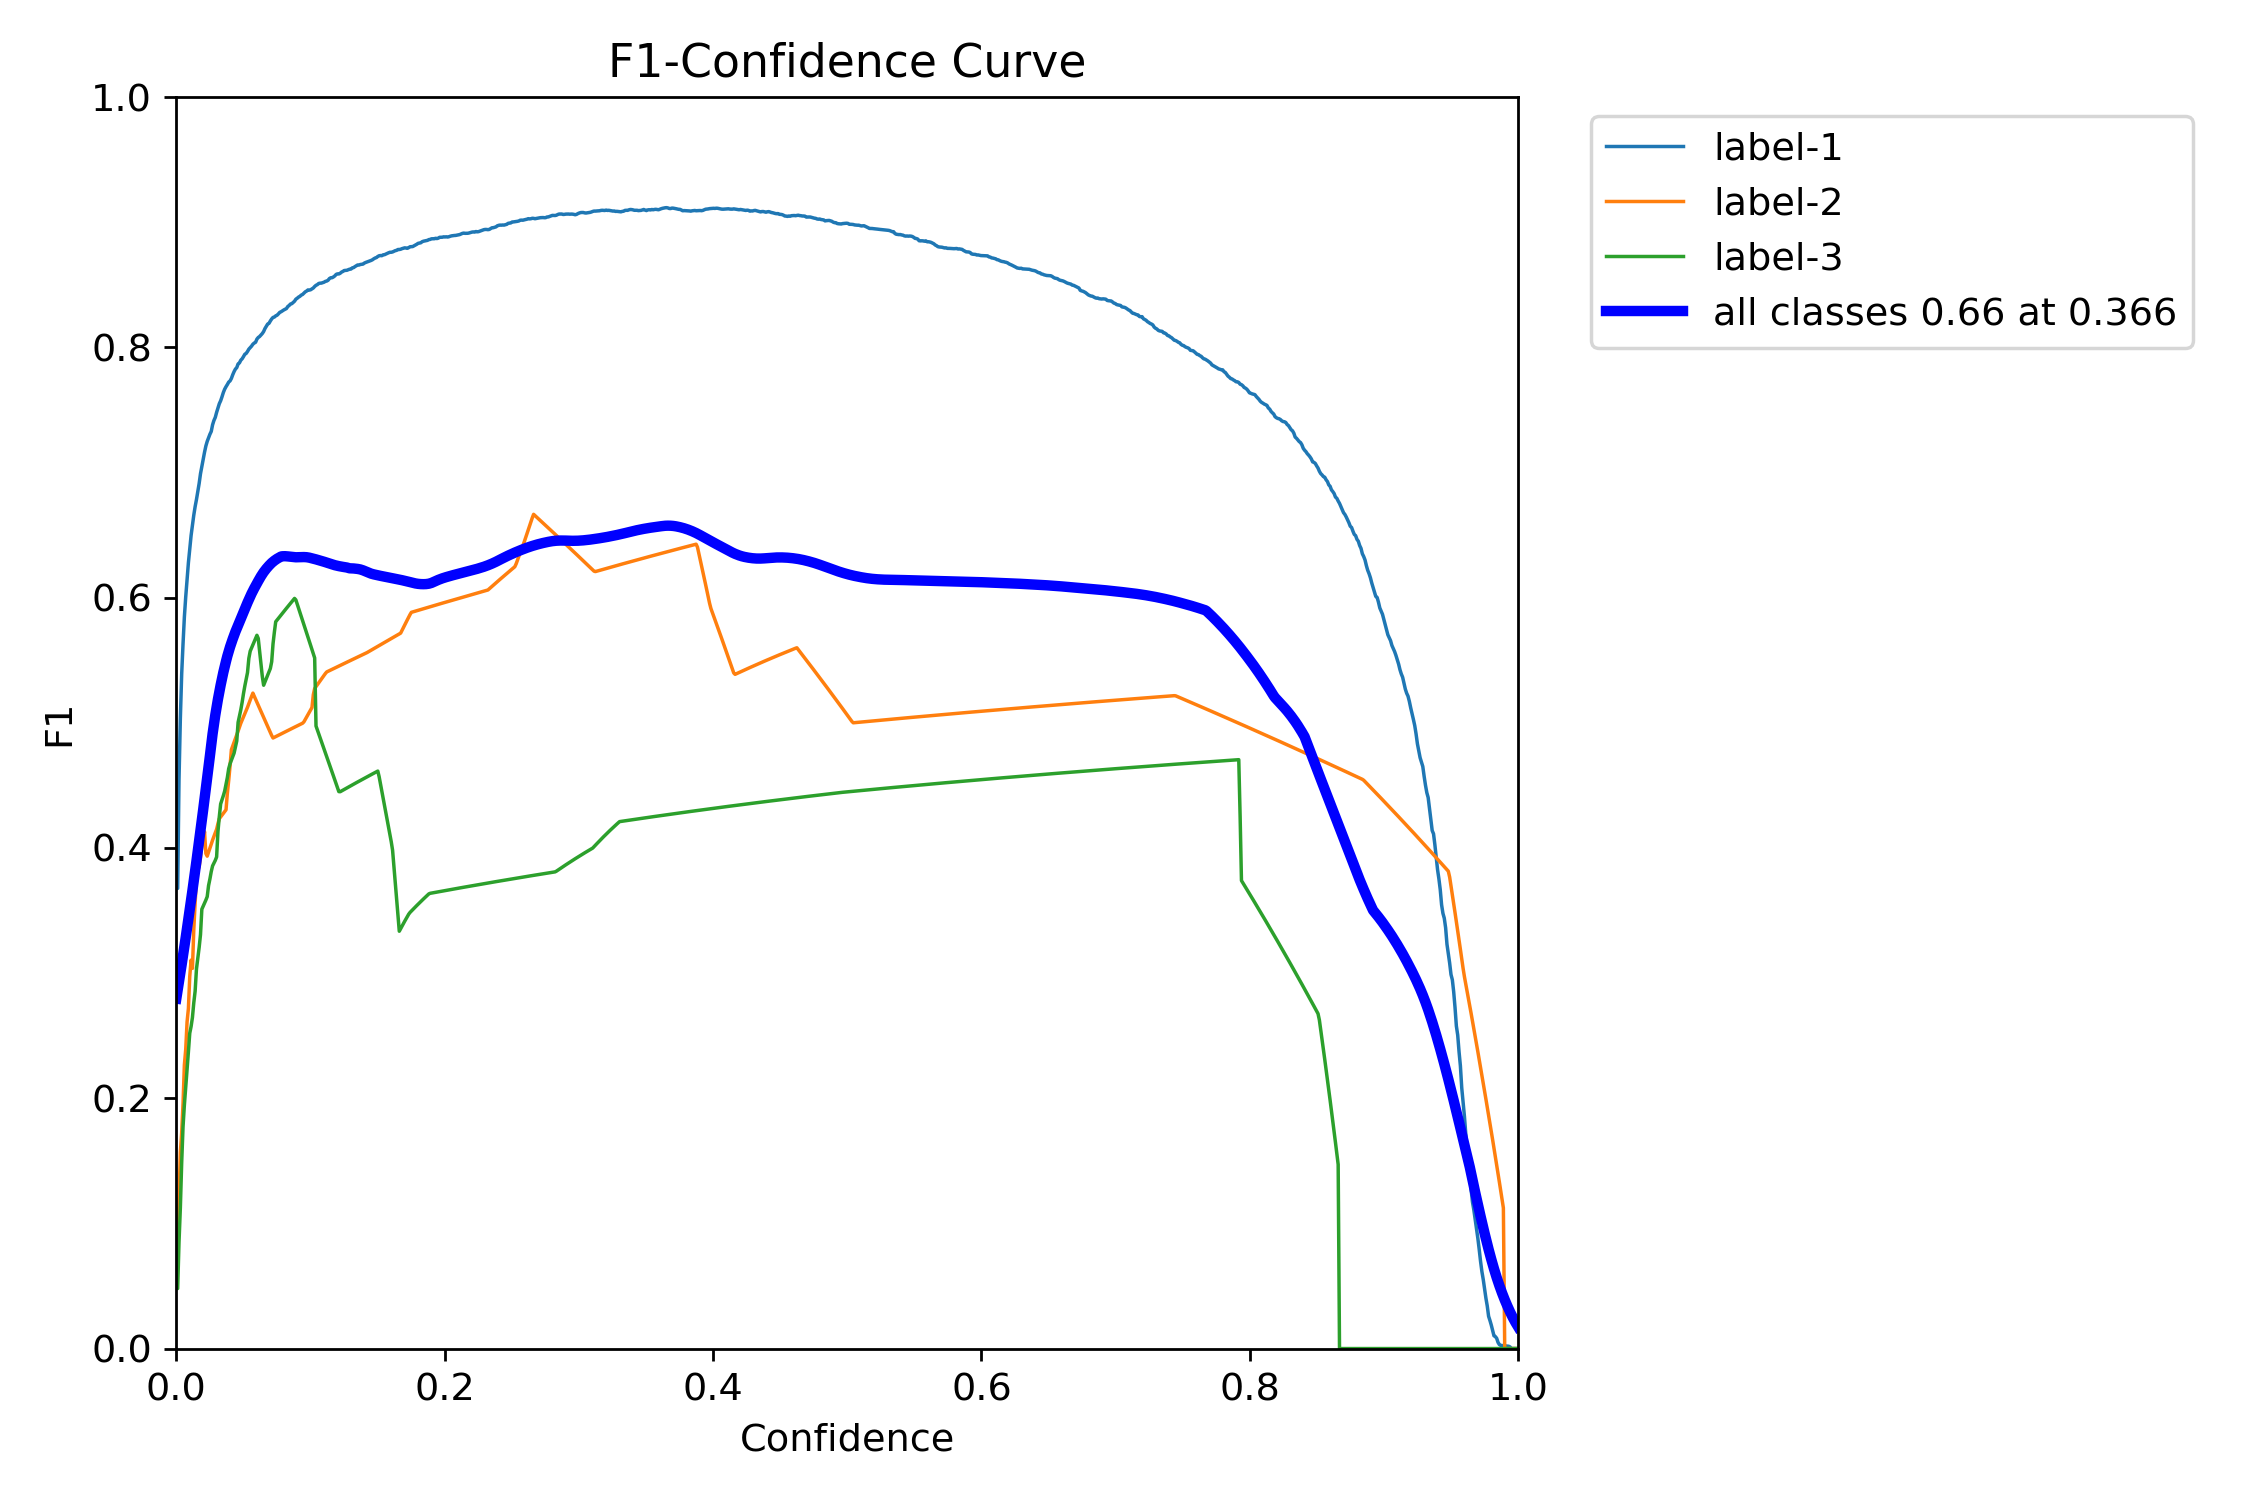 F1-Confidence Curve
1.0
0.8
0.6
0.4
0.2
0.0
F1
0.0 0.2 0.4 0.6 0.8 1.0
Confidence
label-1
label-2
label-3
all classes 0.66 at 0.366